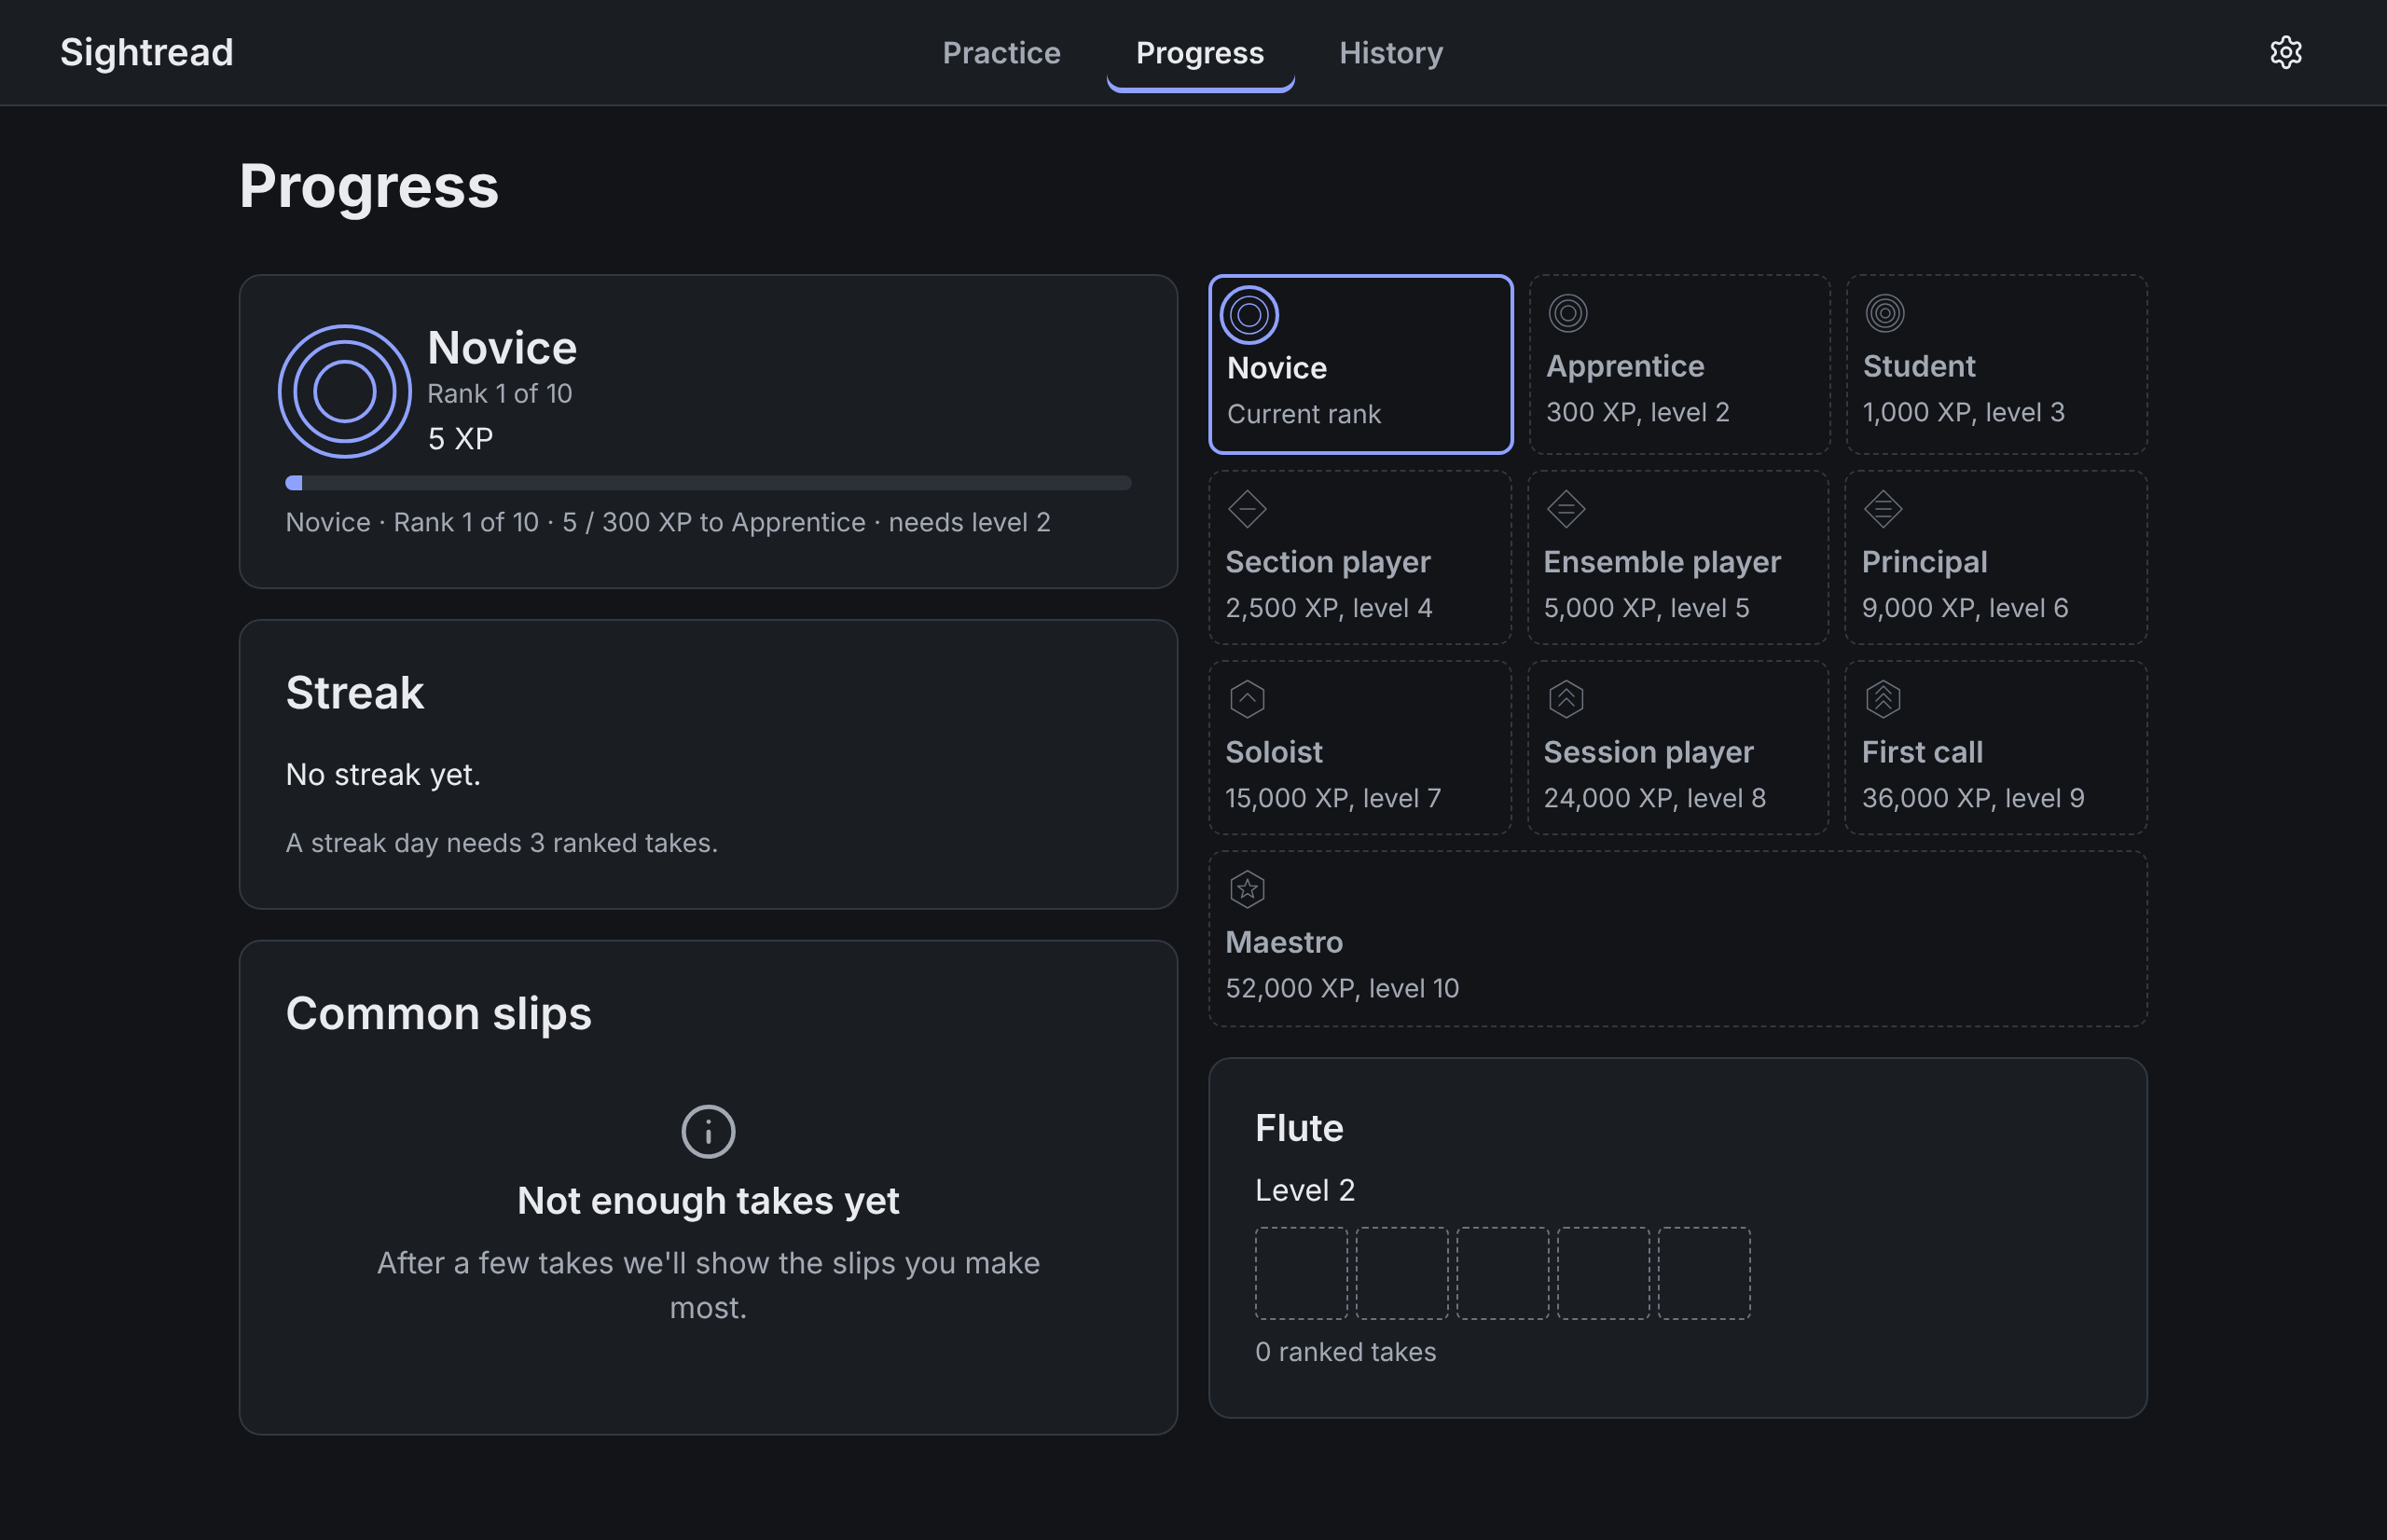 Sightread
Practice
Progress
History
Progress
Novice
Rank 1 of 10
5 XP
Novice · Rank 1 of 10 · 5 / 300 XP to Apprentice · needs level 2
Streak
No streak yet.
A streak day needs 3 ranked takes.
Common slips
Not enough takes yet
After a few takes we'll show the slips you make
most.
Novice
Current rank
Apprentice
300 XP, level 2
Student
1,000 XP, level 3
Section player
2,500 XP, level 4
Ensemble player
5,000 XP, level 5
Principal
9,000 XP, level 6
Soloist
15,000 XP, level 7
Session player
24,000 XP, level 8
First call
36,000 XP, level 9
Maestro
52,000 XP, level 10
Flute
Level 2
0 ranked takes